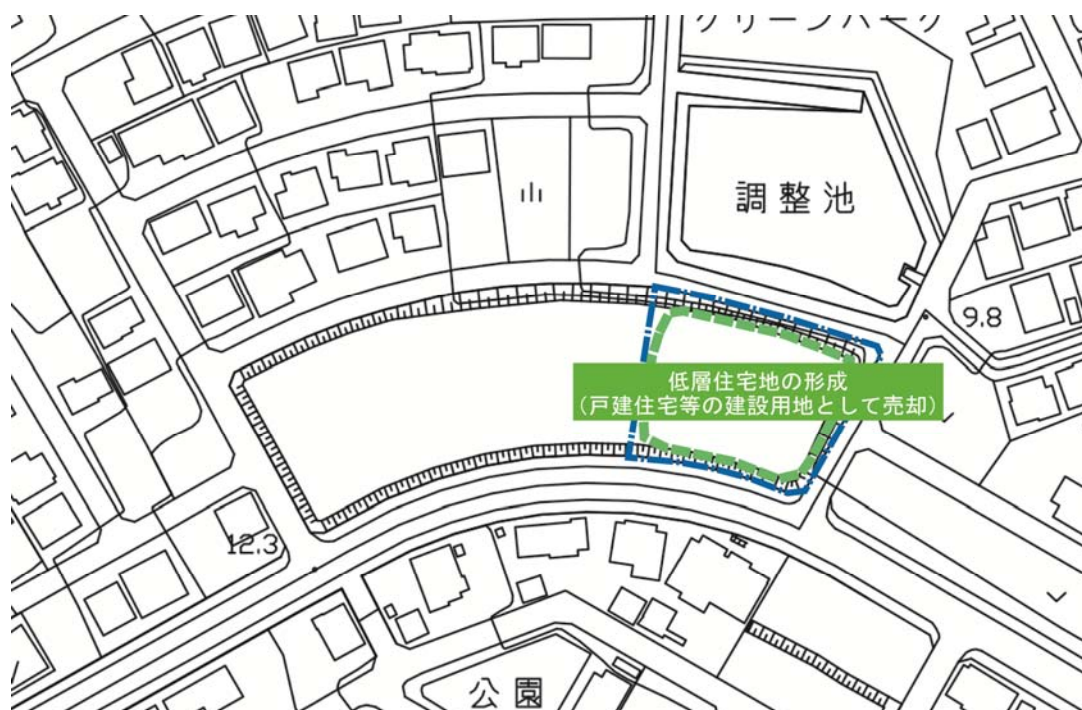 グリーンパーク
調整池
9.8
低層住宅地の形成
(戸建住宅等の建設用地として売却)
12.3
公園